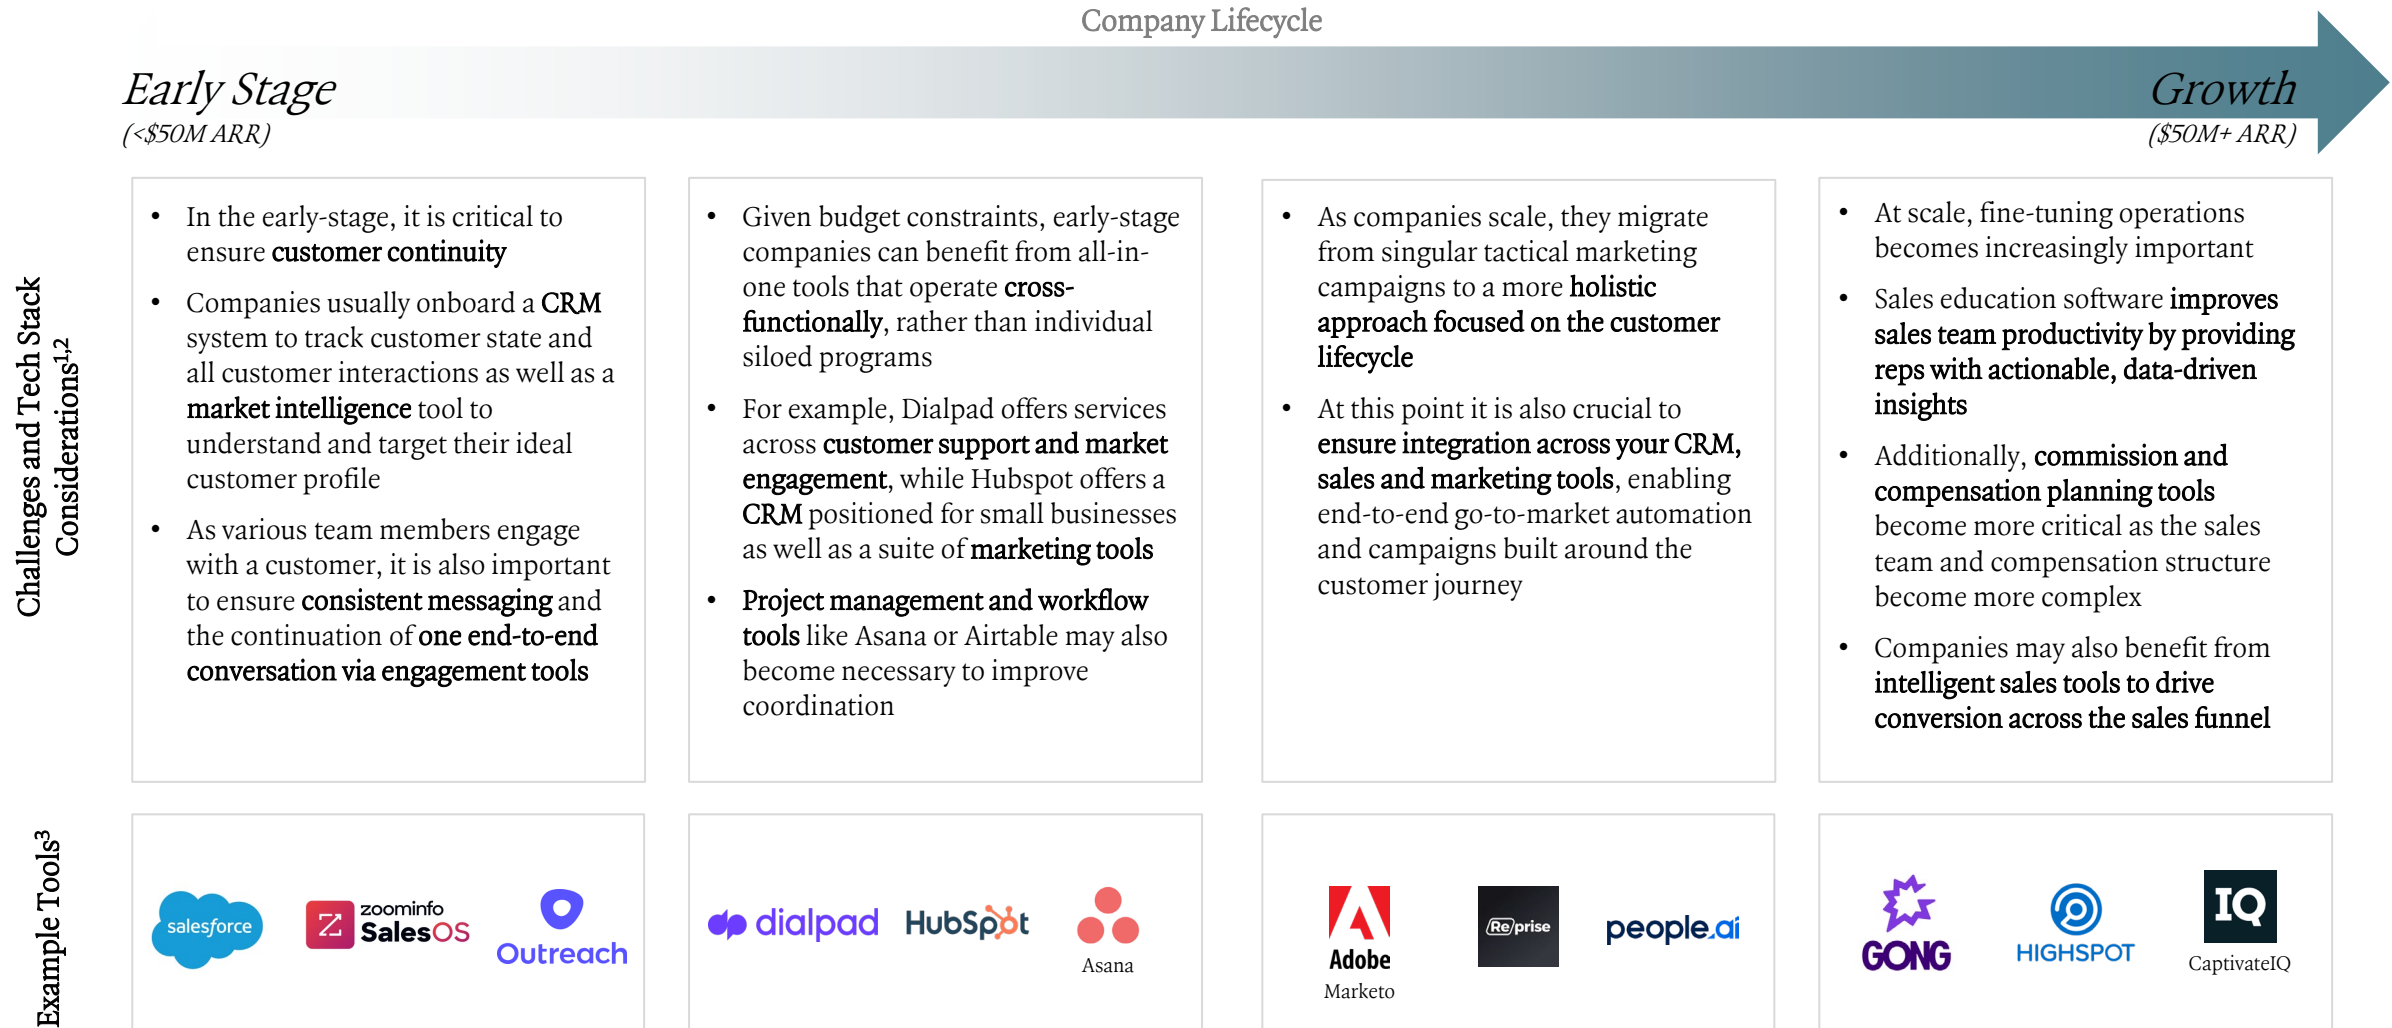 Company Lifecycle
Early Stage
(<$50M ARR)
Growth
($50M+ ARR)
Challenges and Tech Stack
Considerations1,2
• In the early-stage, it is critical to
ensure customer continuity
• Companies usually onboard a CRM
system to track customer state and
all customer interactions as well as a
market intelligence tool to
understand and target their ideal
customer profile
• As various team members engage
with a customer, it is also important
to ensure consistent messaging and
the continuation of one end-to-end
conversation via engagement tools
• Given budget constraints, early-stage
companies can benefit from all-in-
one tools that operate cross-
functionally, rather than individual
siloed programs
• For example, Dialpad offers services
across customer support and market
engagement, while Hubspot offers a
CRM positioned for small businesses
as well as a suite of marketing tools
• Project management and workflow
tools like Asana or Airtable may also
become necessary to improve
coordination
• As companies scale, they migrate
from singular tactical marketing
campaigns to a more holistic
approach focused on the customer
lifecycle
• At this point it is also crucial to
ensure integration across your CRM,
sales and marketing tools, enabling
end-to-end go-to-market automation
and campaigns built around the
customer journey
• At scale, fine-tuning operations
becomes increasingly important
• Sales education software improves
sales team productivity by providing
reps with actionable, data-driven
insights
• Additionally, commission and
compensation planning tools
become more critical as the sales
team and compensation structure
become more complex
• Companies may also benefit from
intelligent sales tools to drive
conversion across the sales funnel
Example Tools3
salesforce
zoominfo
SalesOS
Outreach
dialpad
HubSpot
Asana
Adobe
Marketo
Re/prise
people.ai
GONG
HIGHSPOT
IQ
CaptivateIQ